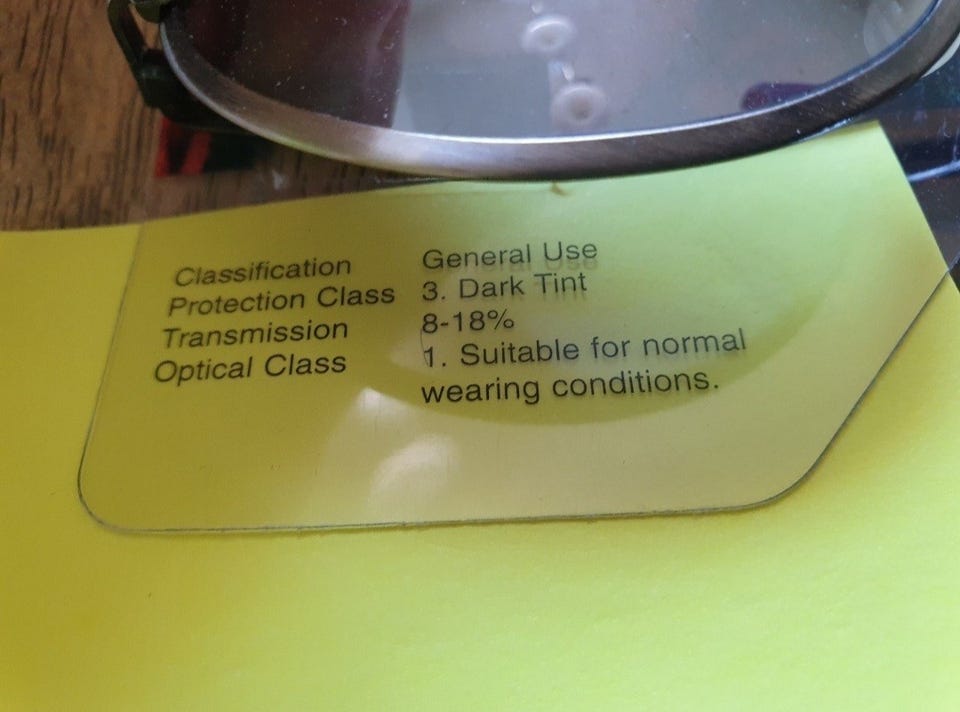 Classification General Use
Protection Class 3. Dark Tint
Transmission 8-18%
Optical Class 1. Suitable for normal
wearing conditions.